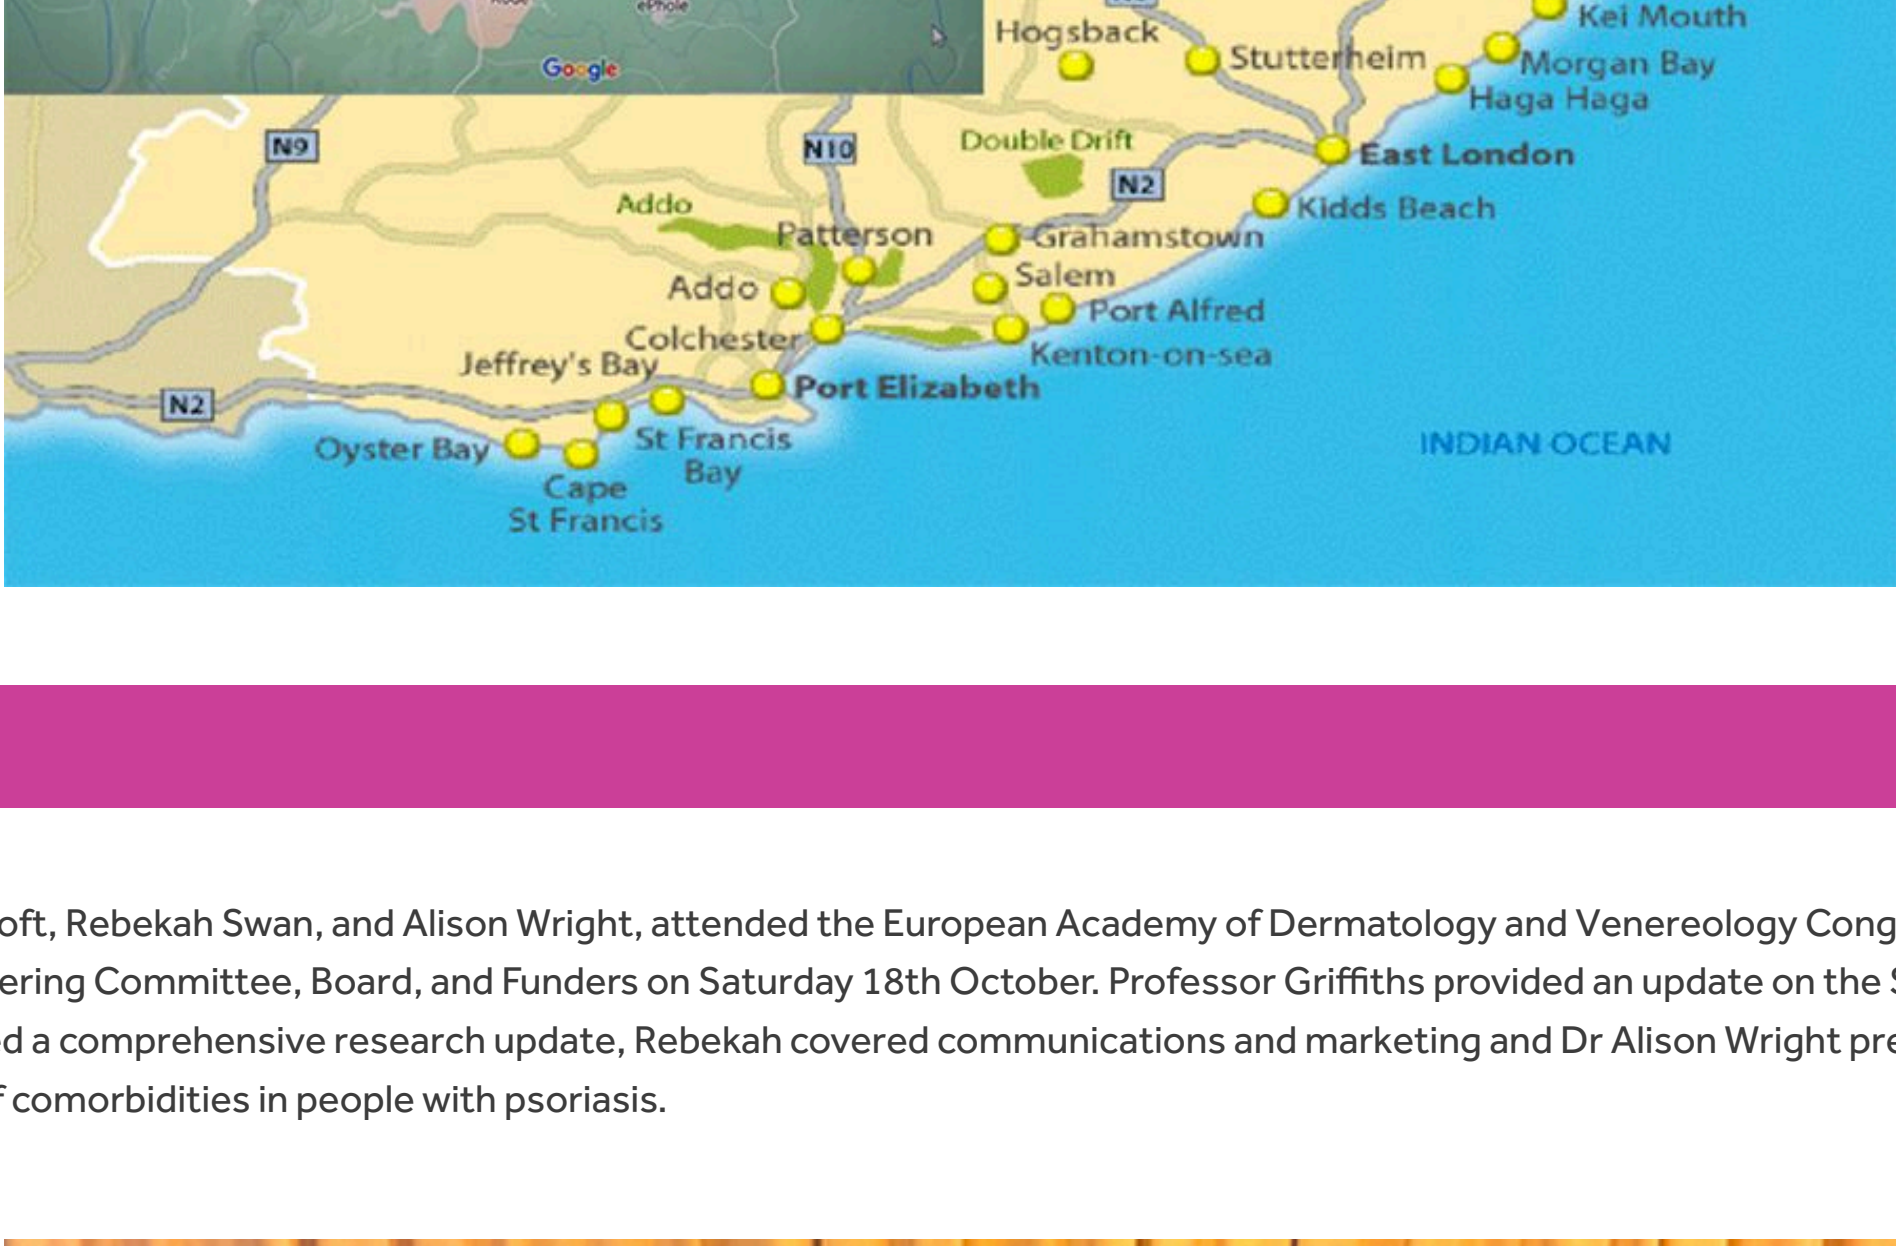 ePhole
Google
Hogsback
Stutterheim
Kei Mouth
Morgan Bay
Haga Haga
N9
N10
Double Drift
N2
East London
Addo
Patterson
Kidds Beach
Grahamstown
Addo
Salem
Port Alfred
Colchester
Kenton-on-sea
Jeffrey's Bay
Port Elizabeth
N2
Oyster Bay
St Francis
Bay
Cape
St Francis
INDIAN OCEAN
oft, Rebekah Swan, and Alison Wright, attended the European Academy of Dermatology and Venereology Cong
ering Committee, Board, and Funders on Saturday 18th October. Professor Griffiths provided an update on the S
d a comprehensive research update, Rebekah covered communications and marketing and Dr Alison Wright pre
f comorbidities in people with psoriasis.